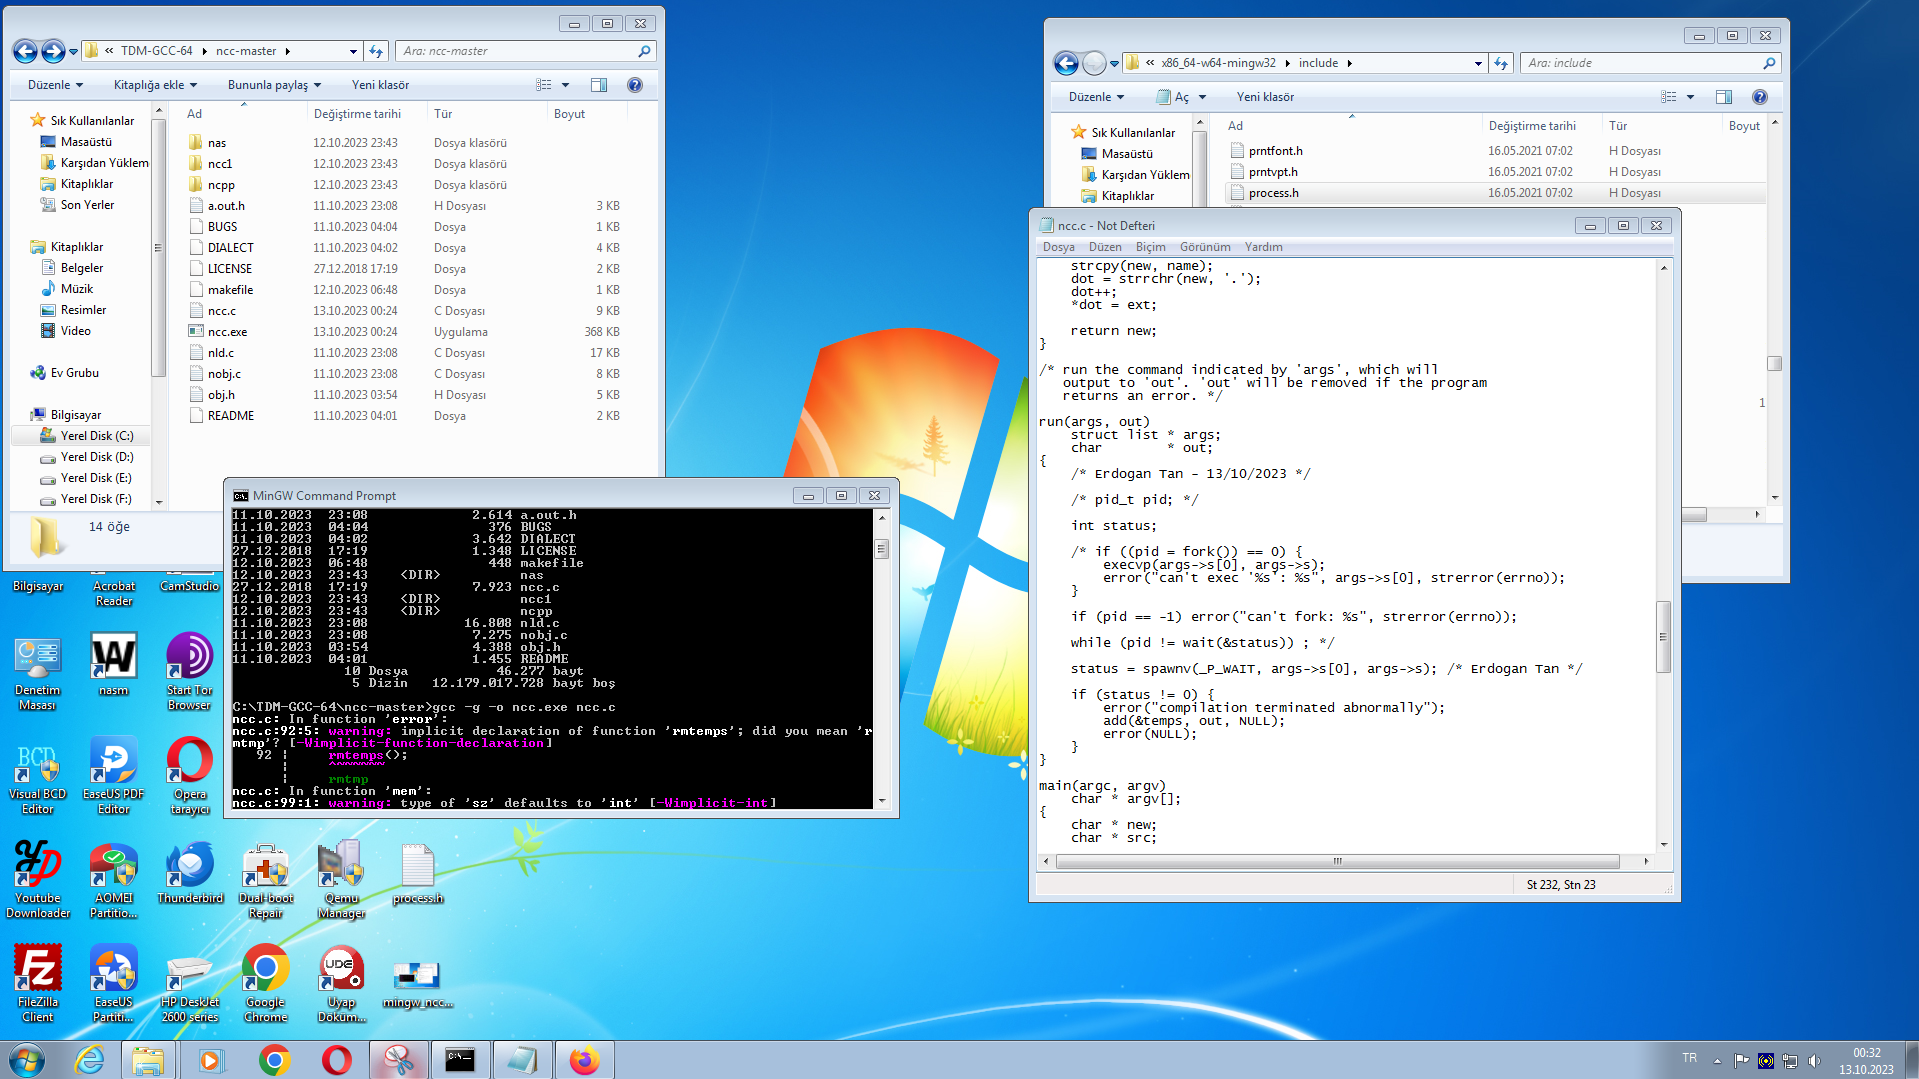 « TDM-GCC-64 ncc-master
Ara: ncc-master
Düzenle Kitaplığa ekle Bununla paylaş Yeni klasör
Sık Kullanılanlar
Masaüstü
Karşıdan Yüklem
Kitaplıklar
Son Yerler
Kitaplıklar
Belgeler
Müzik
Resimler
Video
Ev Grubu
Bilgisayar
Yerel Disk (C:)
Yerel Disk (D:)
Yerel Disk (E:)
Yerel Disk (F:)
Ad Değiştirme tarihi Tür Boyut
nas 12.10.2023 23:43 Dosya klasörü
ncc1 12.10.2023 23:43 Dosya klasörü
ncpp 12.10.2023 23:43 Dosya klasörü
a.out.h 11.10.2023 23:08 H Dosyası 3 KB
BUGS 11.10.2023 04:04 Dosya 1 KB
DIALECT 11.10.2023 04:02 Dosya 4 KB
LICENSE 27.12.2018 17:19 Dosya 2 KB
makefile 12.10.2023 06:48 Dosya 1 KB
ncc.c 13.10.2023 00:24 C Dosyası 9 KB
ncc.exe 13.10.2023 00:24 Uygulama 368 KB
nld.c 11.10.2023 23:08 C Dosyası 17 KB
nobj.c 11.10.2023 23:08 C Dosyası 8 KB
obj.h 11.10.2023 03:54 H Dosyası 5 KB
README 11.10.2023 04:01 Dosya 2 KB
14 öğe
« x86_64-w64-mingw32 include
Ara: include
Düzenle Aç Yeni klasör
Sık Kullanılanlar
Masaüstü
Karşıdan Yüklem
Kitaplıklar
Ad Değiştirme tarihi Tür Boyut
prntfont.h 16.05.2021 07:02 H Dosyası
prntvpt.h 16.05.2021 07:02 H Dosyası
process.h 16.05.2021 07:02 H Dosyası
1
ncc.c - Not Defteri
Dosya Düzen Biçim Görünüm Yardım
strcpy(new, name);
dot = strrchr(new, '.');
dot++;
*dot = ext;
return new;
}
/* run the command indicated by 'args', which will
output to 'out'. 'out' will be removed if the program
returns an error. */
run(args, out)
struct list * args;
char * out;
{
/* Erdogan Tan - 13/10/2023 */
/* pid_t pid; */
int status;
/* if ((pid = fork()) == 0) {
execvp(args->s[0], args->s);
error("can't exec '%s': %s", args->s[0], strerror(errno));
}
if (pid == -1) error("can't fork: %s", strerror(errno));
while (pid != wait(&status)) ; */
status = spawnv(_P_WAIT, args->s[0], args->s); /* Erdogan Tan */
if (status != 0) {
error("compilation terminated abnormally");
add(&temps, out, NULL);
error(NULL);
}
}
main(argc, argv)
char * argv[];
{
char * new;
char * src;
St 232, Stn 23
MinGW Command Prompt
11.10.2023 23:08 2.614 a.out.h
11.10.2023 04:04 376 BUGS
11.10.2023 04:02 3.642 DIALECT
27.12.2018 17:19 1.348 LICENSE
12.10.2023 06:48 448 makefile
12.10.2023 23:43 <DIR> nas
27.12.2018 17:19 7.923 ncc.c
12.10.2023 23:43 <DIR> ncc1
12.10.2023 23:43 <DIR> ncpp
11.10.2023 23:08 16.808 nld.c
11.10.2023 23:08 7.275 nobj.c
11.10.2023 03:54 4.388 obj.h
11.10.2023 04:01 1.455 README
10 Dosya 46.277 bayt
5 Dizin 12.179.017.728 bayt boş
C:\TDM-GCC-64\ncc-master>gcc -g -o ncc.exe ncc.c
ncc.c: In function 'error':
ncc.c:92:5: warning: implicit declaration of function 'rmtemps'; did you mean 'r
mtmp'? [-Wimplicit-function-declaration]
92 ¦ rmtemps();
¦ ^~~~~~~
¦ rmtmp
ncc.c: In function 'mem':
ncc.c:99:1: warning: type of 'sz' defaults to 'int' [-Wimplicit-int]
Bilgisayar
Acrobat Reader
CamStudio
Denetim Masası
nasm
Start Tor Browser
Visual BCD Editor
EaseUS PDF Editor
Opera tarayıcı
Youtube Downloader
AOMEI Partitio...
Thunderbird
Dual-boot Repair
Qemu Manager
process.h
FileZilla Client
EaseUS Partiti...
HP DeskJet 2600 series
Google Chrome
Uyap Döküm...
mingw_ncc...
TR
00:32
13.10.2023